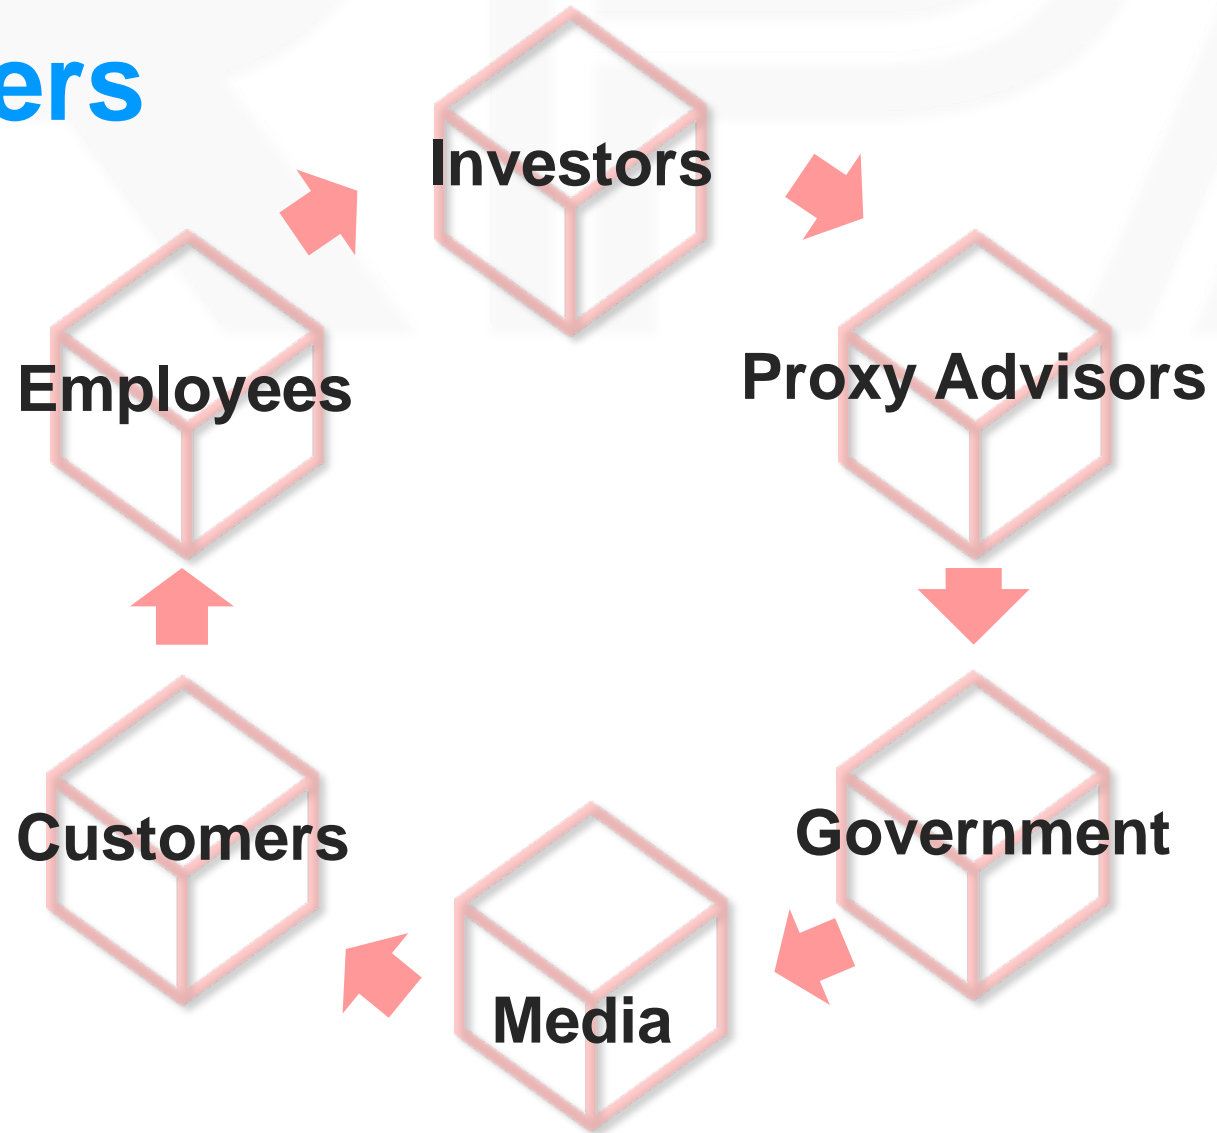 ers
Investors
Employees
Proxy Advisors
Customers
Government
Media